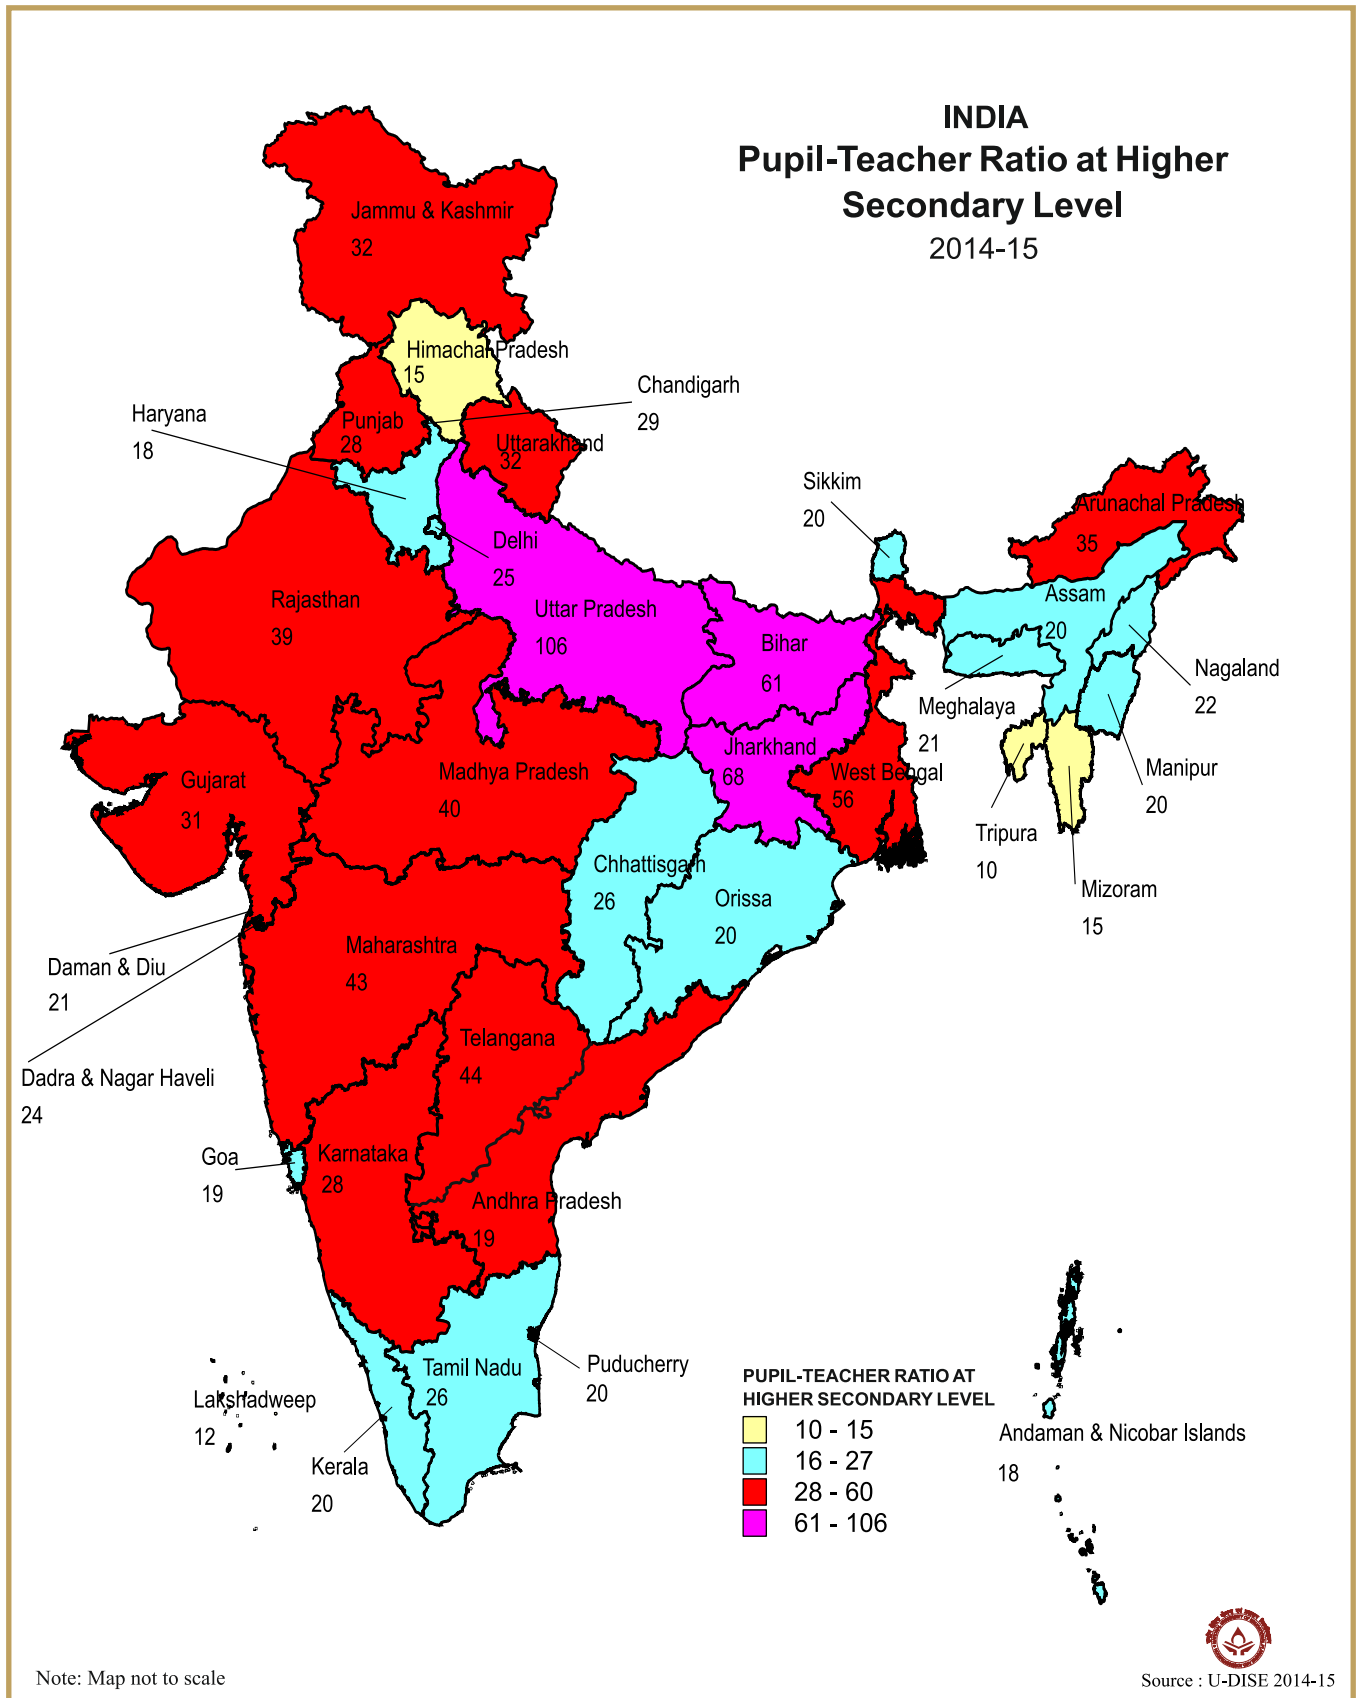 INDIA
Pupil-Teacher Ratio at Higher
Secondary Level
2014-15
Jammu & Kashmir
32
Himachal Pradesh
15
Chandigarh
29
Haryana
18
Punjab
28
Uttarakhand
32
Sikkim
20
Arunachal Pradesh
35
Delhi
25
Rajasthan
39
Uttar Pradesh
106
Bihar
61
Assam
20
Nagaland
22
Meghalaya
21
Manipur
20
Tripura
10
Mizoram
15
Jharkhand
68
West Bengal
56
Gujarat
31
Madhya Pradesh
40
Chhattisgarh
26
Orissa
20
Daman & Diu
21
Maharashtra
43
Dadra & Nagar Haveli
24
Telangana
44
Goa
19
Karnataka
28
Andhra Pradesh
19
Tamil Nadu
26
Puducherry
20
Lakshadweep
12
Kerala
20
Andaman & Nicobar Islands
18
PUPIL-TEACHER RATIO AT
HIGHER SECONDARY LEVEL
10 - 15
16 - 27
28 - 60
61 - 106
Note: Map not to scale
Source : U-DISE 2014-15